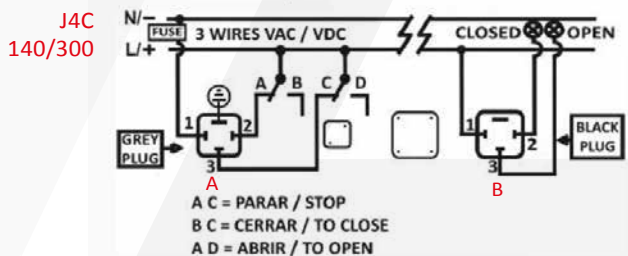 J4C
140/300
N/-
FUSE
3 WIRES VAC / VDC
L/+
CLOSED
OPEN
A
B
C
D
1
2
3
GREY
PLUG
A
1
2
3
BLACK
PLUG
B
A C = PARAR / STOP
B C = CERRAR / TO CLOSE
A D = ABRIR / TO OPEN